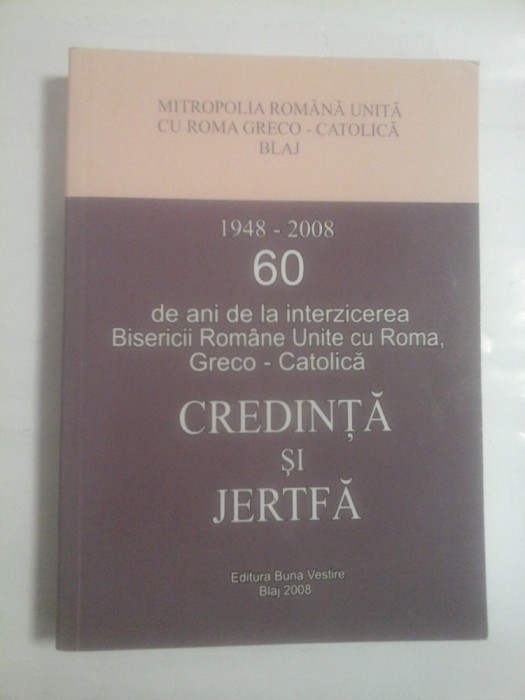 MITROPOLIA ROMÂNĂ UNITĂ
CU ROMA GRECO - CATOLICĂ
BLAJ
1948 - 2008
60
de ani de la interzicerea
Bisericii Române Unite cu Roma,
Greco - Catolică
CREDINȚĂ
ȘI
JERTFĂ
Editura Buna Vestire
Blaj 2008